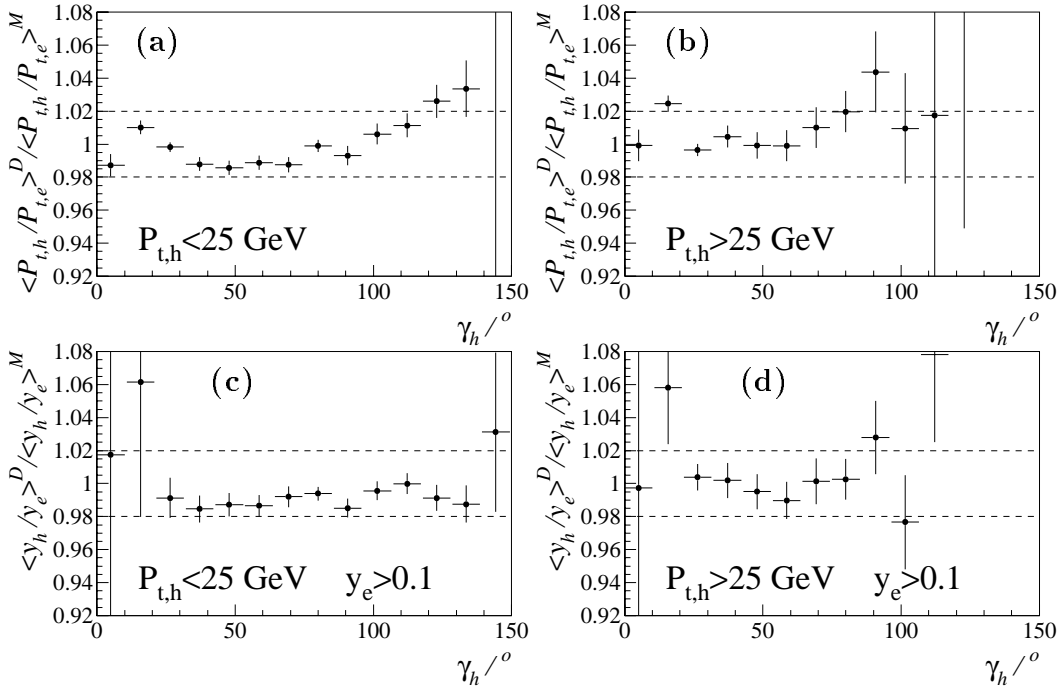 <P_{t,h}/P_{t,e}>^D/<P_{t,h}/P_{t,e}>^M
1.08
1.06
1.04
1.02
1
0.98
0.96
0.94
0.92
(a)
P_{t,h}<25 GeV
0 50 100 150
γ_h/°
<P_{t,h}/P_{t,e}>^D/<P_{t,h}/P_{t,e}>^M
1.08
1.06
1.04
1.02
1
0.98
0.96
0.94
0.92
(b)
P_{t,h}>25 GeV
0 50 100 150
γ_h/°
<y_h/y_e>^D/<y_h/y_e>^M
1.08
1.06
1.04
1.02
1
0.98
0.96
0.94
0.92
(c)
P_{t,h}<25 GeV y_e>0.1
0 50 100 150
γ_h/°
<y_h/y_e>^D/<y_h/y_e>^M
1.08
1.06
1.04
1.02
1
0.98
0.96
0.94
0.92
(d)
P_{t,h}>25 GeV y_e>0.1
0 50 100 150
γ_h/°